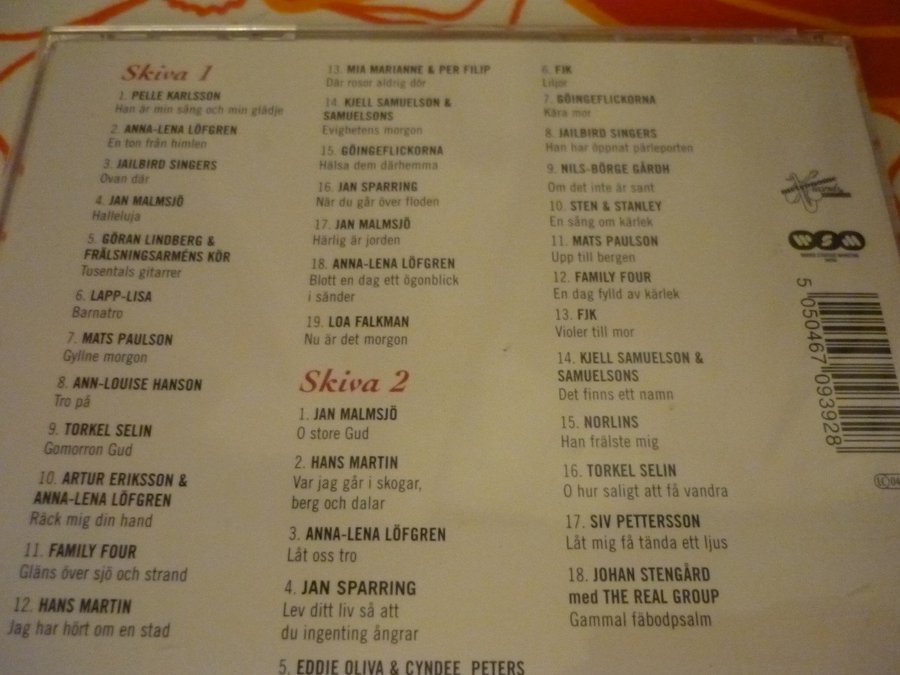 Skiva 1
1. PELLE KARLSSON
Han är min sång och min glädje
2. ANNA-LENA LÖFGREN
En ton från himlen
3. JAILBIRD SINGERS
Ovan där
4. JAN MALMSJÖ
Halleluja
5. GÖRAN LINDBERG &
FRÄLSNINGSARMÉNS KÖR
Tusentals gitarrer
6. LAPP-LISA
Barnatro
7. MATS PAULSON
Gyllne morgon
8. ANN-LOUISE HANSON
Tro på
9. TORKEL SELIN
Gomorron Gud
10. ARTUR ERIKSSON &
ANNA-LENA LÖFGREN
Räck mig din hand
11. FAMILY FOUR
Gläns över sjö och strand
12. HANS MARTIN
Jag har hört om en stad
13. MIA MARIANNE & PER FILIP
Där rosor aldrig dör
14. KJELL SAMUELSON &
SAMUELSONS
Evighetens morgon
15. GÖINGEFLICKORNA
Hälsa dem därhemma
16. JAN SPARRING
När du går över floden
17. JAN MALMSJÖ
Härlig är jorden
18. ANNA-LENA LÖFGREN
Blott en dag ett ögonblick
i sänder
19. LOA FALKMAN
Nu är det morgon
Skiva 2
1. JAN MALMSJÖ
O store Gud
2. HANS MARTIN
Var jag går i skogar,
berg och dalar
3. ANNA-LENA LÖFGREN
Låt oss tro
4. JAN SPARRING
Lev ditt liv så att
du ingenting ångrar
5. EDDIE OLIVA & CYNDEE PETERS
6. FJK
Liljor
7. GÖINGEFLICKORNA
Kära mor
8. JAILBIRD SINGERS
Han har öppnat pärleporten
9. NILS-BÖRGE GÅRDH
Om det inte är sant
10. STEN & STANLEY
En sång om kärlek
11. MATS PAULSON
Upp till bergen
12. FAMILY FOUR
En dag fylld av kärlek
13. FJK
Violer till mor
14. KJELL SAMUELSON &
SAMUELSONS
Det finns ett namn
15. NORLINS
Han frälste mig
16. TORKEL SELIN
O hur saligt att få vandra
17. SIV PETTERSSON
Låt mig få tända ett ljus
18. JOHAN STENGÅRD
med THE REAL GROUP
Gammal fäbodpsalm
WSM
5 050467 093928